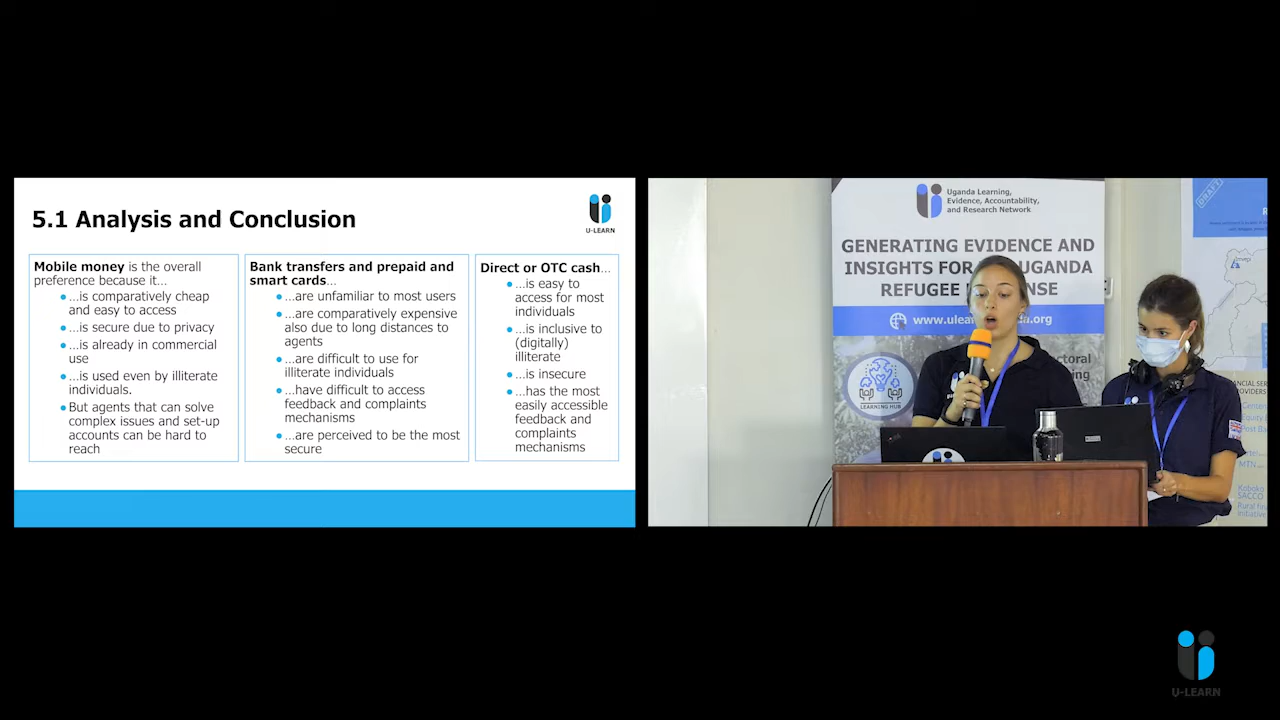 5.1 Analysis and Conclusion
U-LEARN
Mobile money is the overall
preference because it…
…is comparatively cheap
and easy to access
…is secure due to privacy
…is already in commercial
use
…is used even by illiterate
individuals.
But agents that can solve
complex issues and set-up
accounts can be hard to
reach
Bank transfers and prepaid and
smart cards…
…are unfamiliar to most users
…are comparatively expensive
also due to long distances to
agents
…are difficult to use for
illiterate individuals
…have difficult to access
feedback and complaints
mechanisms
…are perceived to be the most
secure
Direct or OTC cash…
…is easy to
access for most
individuals
…is inclusive to
(digitally)
illiterate
…is insecure
…has the most
easily accessible
feedback and
complaints
mechanisms
Uganda Learning,
Evidence, Accountability,
and Research Network
GENERATING EVIDENCE AND
INSIGHTS FOR UGANDA
REFUGEE
LEARNING HUB
DRAFT
MTN
Koboko
SACCO
Rural
initiative
U-LEARN